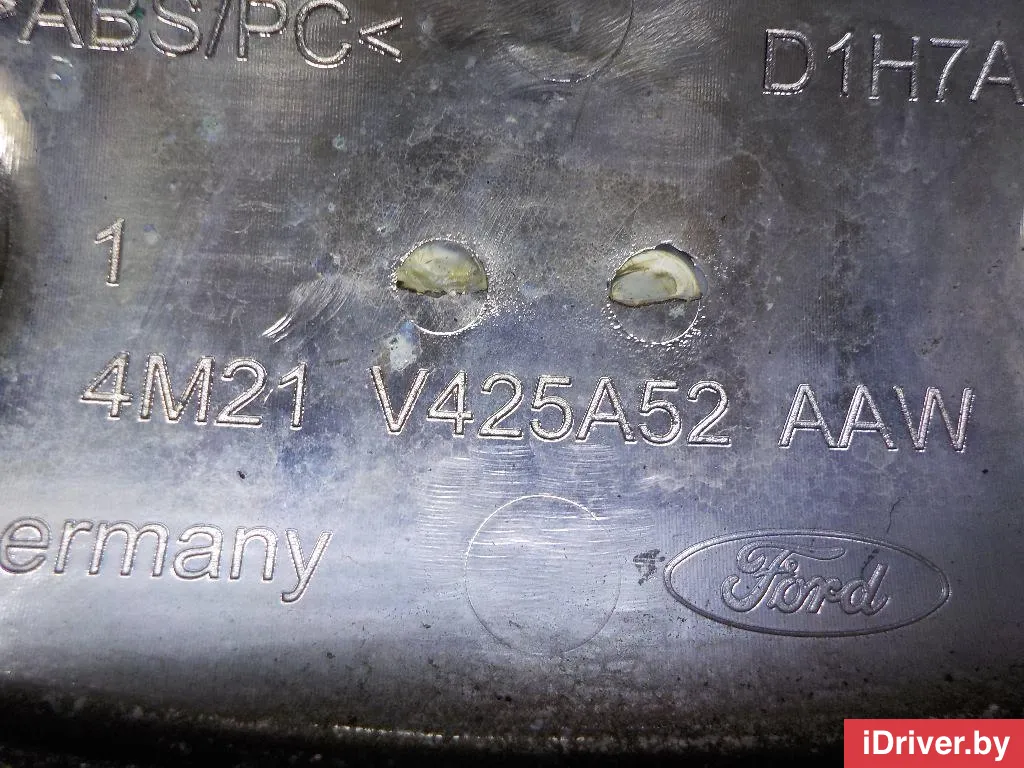 ABS/PC<
D1H7A
1
4M21 V425A52 AAW
ermany
Ford
iDriver.by